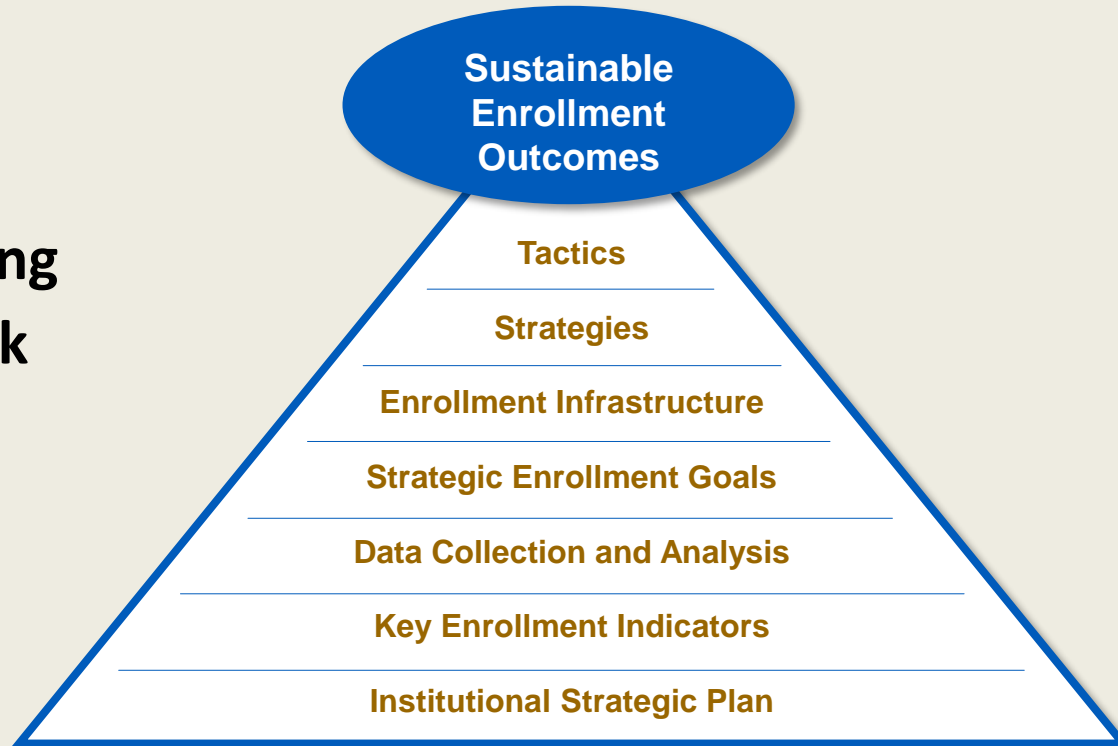 Sustainable
Enrollment
Outcomes
ng
k
Tactics
Strategies
Enrollment Infrastructure
Strategic Enrollment Goals
Data Collection and Analysis
Key Enrollment Indicators
Institutional Strategic Plan